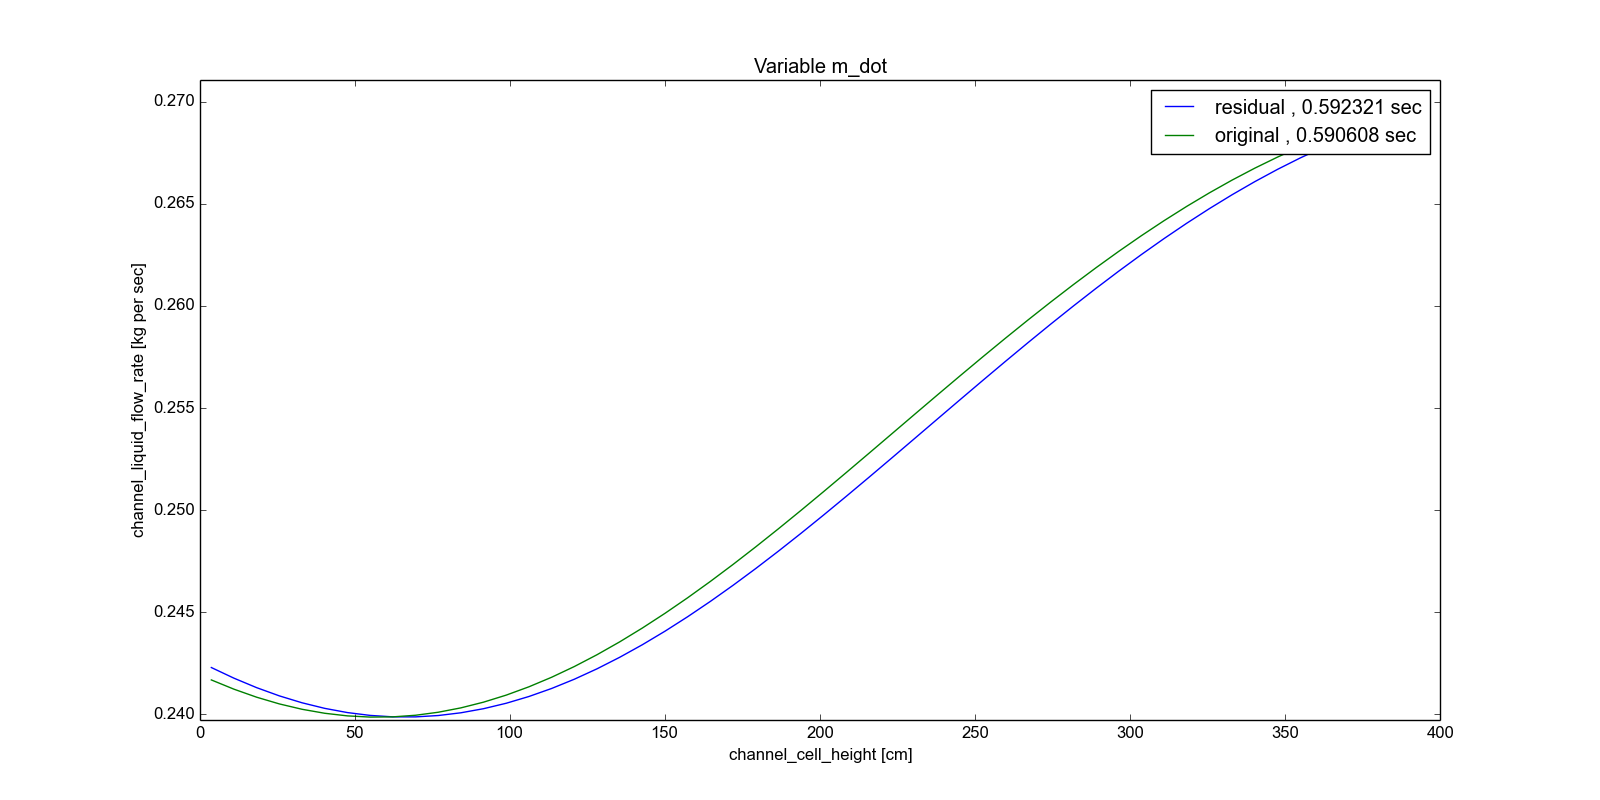 Variable m_dot
residual , 0.592321 sec
original , 0.590608 sec
0.270
0.265
0.260
0.255
0.250
0.245
0.240
channel_liquid_flow_rate [kg per sec]
0 50 100 150 200 250 300 350 400
channel_cell_height [cm]